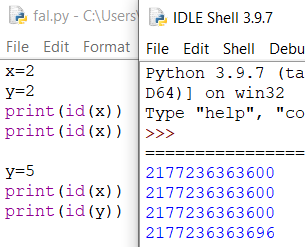 fal.py - C:\Users\
File Edit Format
x=2
y=2
print(id(x))
print(id(x))
y=5
print(id(x))
print(id(y))
IDLE Shell 3.9.7
File Edit Shell Debu
Python 3.9.7 (ta
D64)] on win32
Type "help", "co
>>>
=================
2177236363600
2177236363600
2177236363600
2177236363696